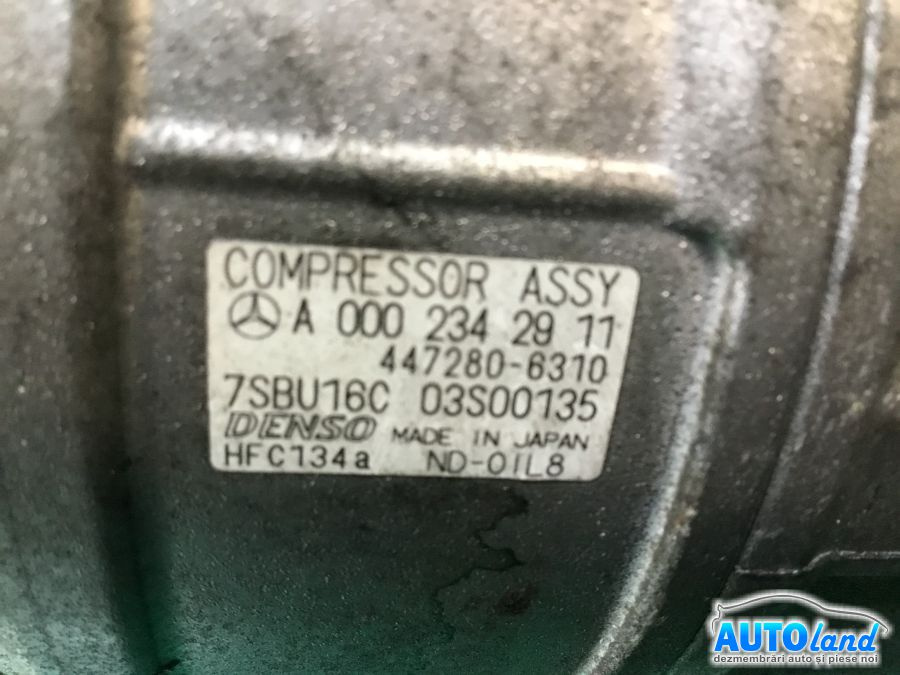 COMPRESSOR ASSY
A 000 234 29 11
447280-6310
7SBU16C 03S00135
DENSO MADE IN JAPAN
HFC134a ND-OIL8
AUTOland
dezmembrări auto și piese noi